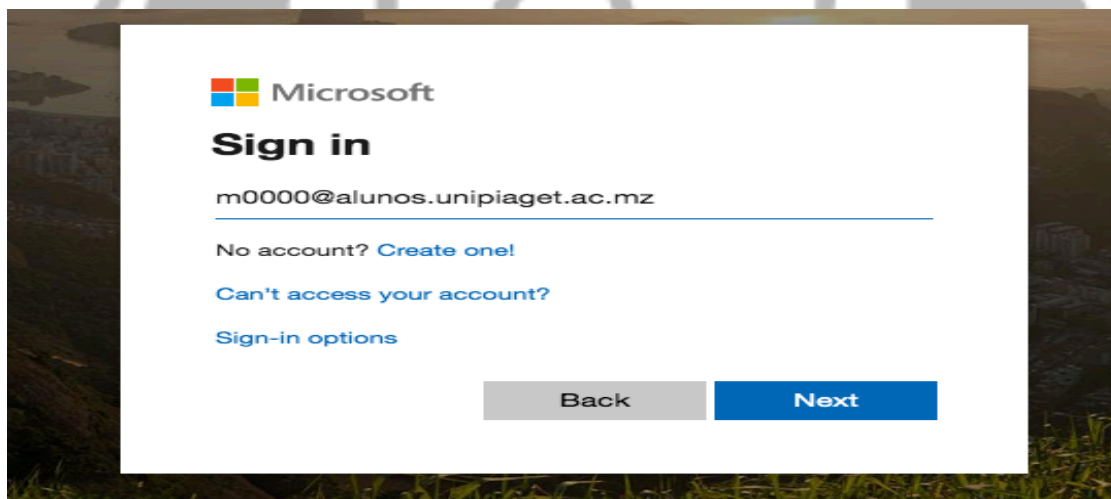 Microsoft
Sign in
m0000@alunos.unipiaget.ac.mz
No account? Create one!
Can't access your account?
Sign-in options
Back Next